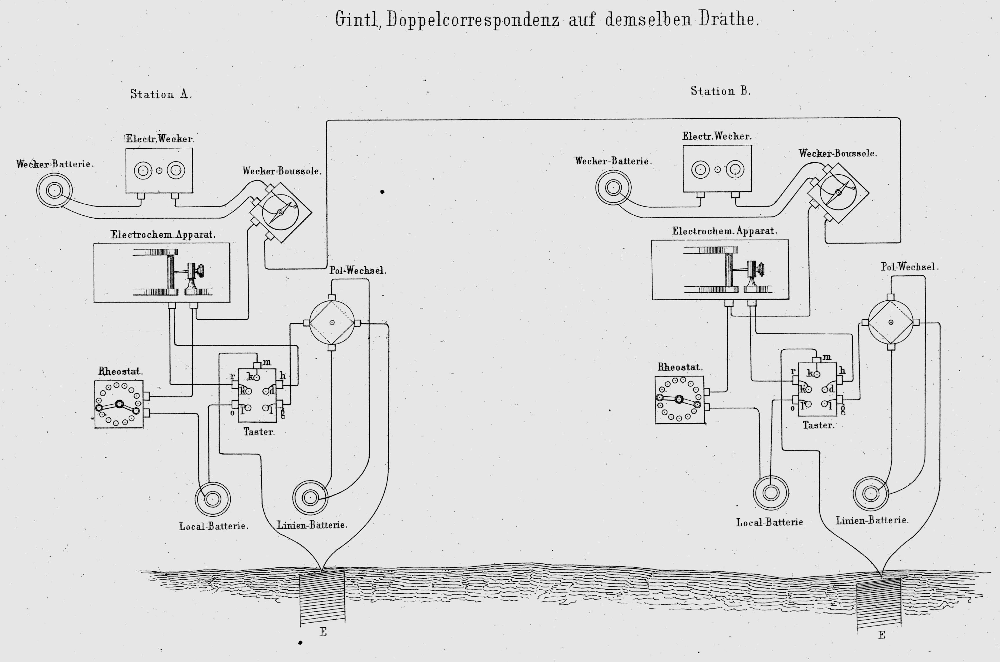 Gintl, Doppelcorrespondenz auf demselben Drathe.
Station A.
Electr. Wecker.
Wecker-Batterie.
Wecker-Boussole.
Electrochem. Apparat.
Pol-Wechsel.
Rheostat.
m
r k h
k' d
o l' l g
Taster.
Local-Batterie.
Linien-Batterie.
E
Station B.
Electr. Wecker.
Wecker-Batterie.
Wecker-Boussole.
Electrochem. Apparat.
Pol-Wechsel.
Rheostat.
m
r k h
k' d
o l' l g
Taster.
Local-Batterie
Linien-Batterie.
E